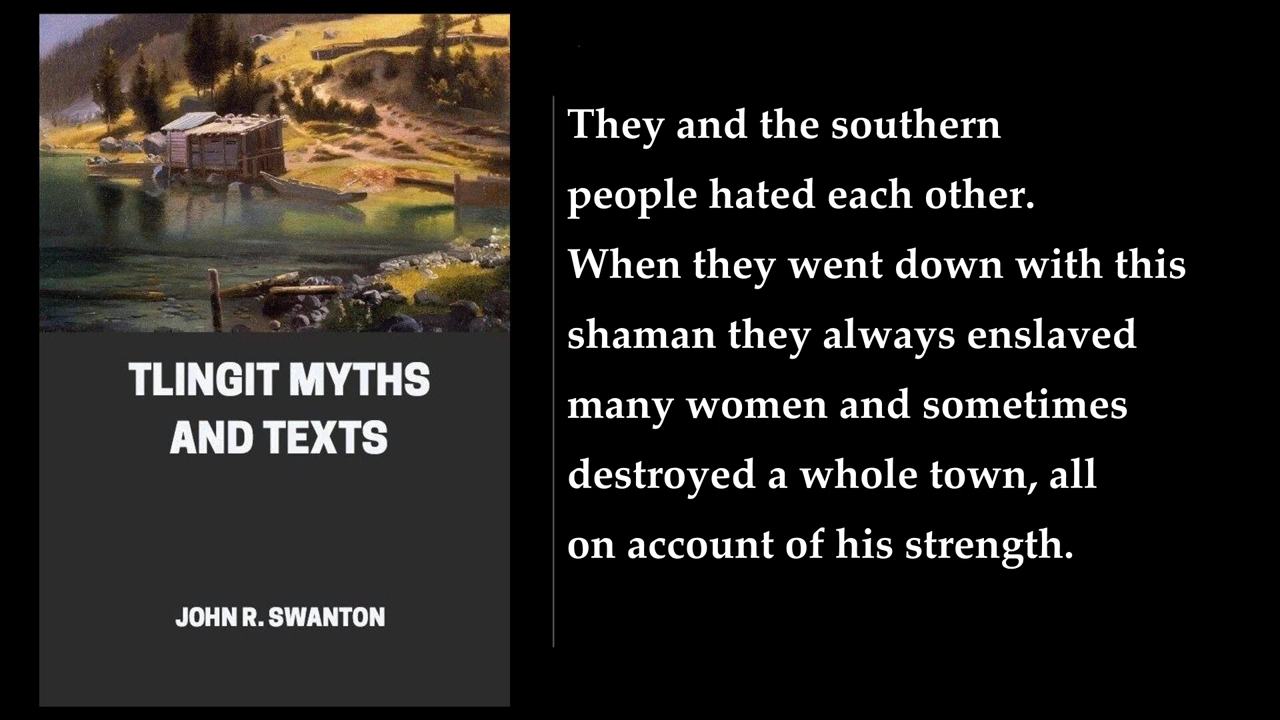 TLINGIT MYTHS
AND TEXTS
JOHN R. SWANTON
They and the southern
people hated each other.
When they went down with this
shaman they always enslaved
many women and sometimes
destroyed a whole town, all
on account of his strength.